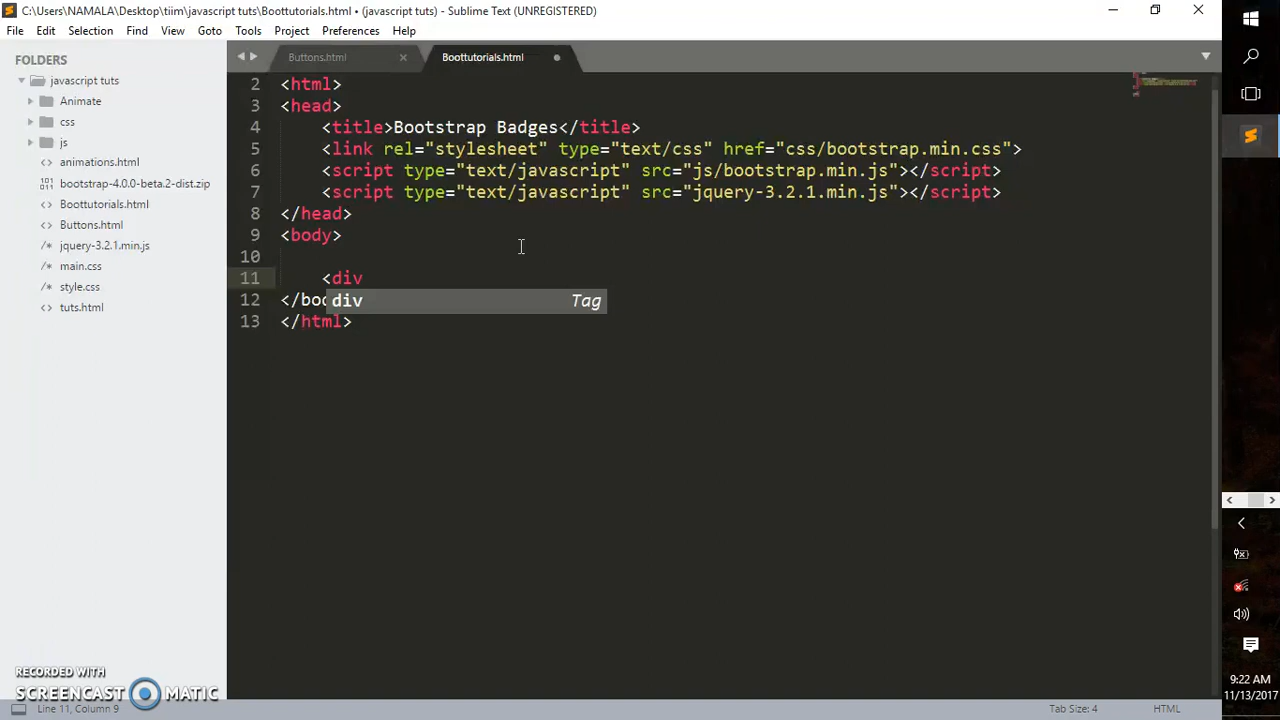 C:\Users\NAMALA\Desktop\tiim\javascript tuts\Boottutorials.html • (javascript tuts) - Sublime Text (UNREGISTERED)
File Edit Selection Find View Goto Tools Project Preferences Help
FOLDERS
javascript tuts
Animate
css
js
animations.html
bootstrap-4.0.0-beta.2-dist.zip
Boottutorials.html
Buttons.html
jquery-3.2.1.min.js
main.css
style.css
tuts.html
Buttons.html
Boottutorials.html
2 <html>
3 <head>
4 <title>Bootstrap Badges</title>
5 <link rel="stylesheet" type="text/css" href="css/bootstrap.min.css">
6 <script type="text/javascript" src="js/bootstrap.min.js"></script>
7 <script type="text/javascript" src="jquery-3.2.1.min.js"></script>
8 </head>
9 <body>
10
11 <div
12 </bod
div Tag
13 </html>
RECORDED WITH
SCREENCAST MATIC
Line 11, Column 9
Tab Size: 4
HTML
9:22 AM
11/13/2017